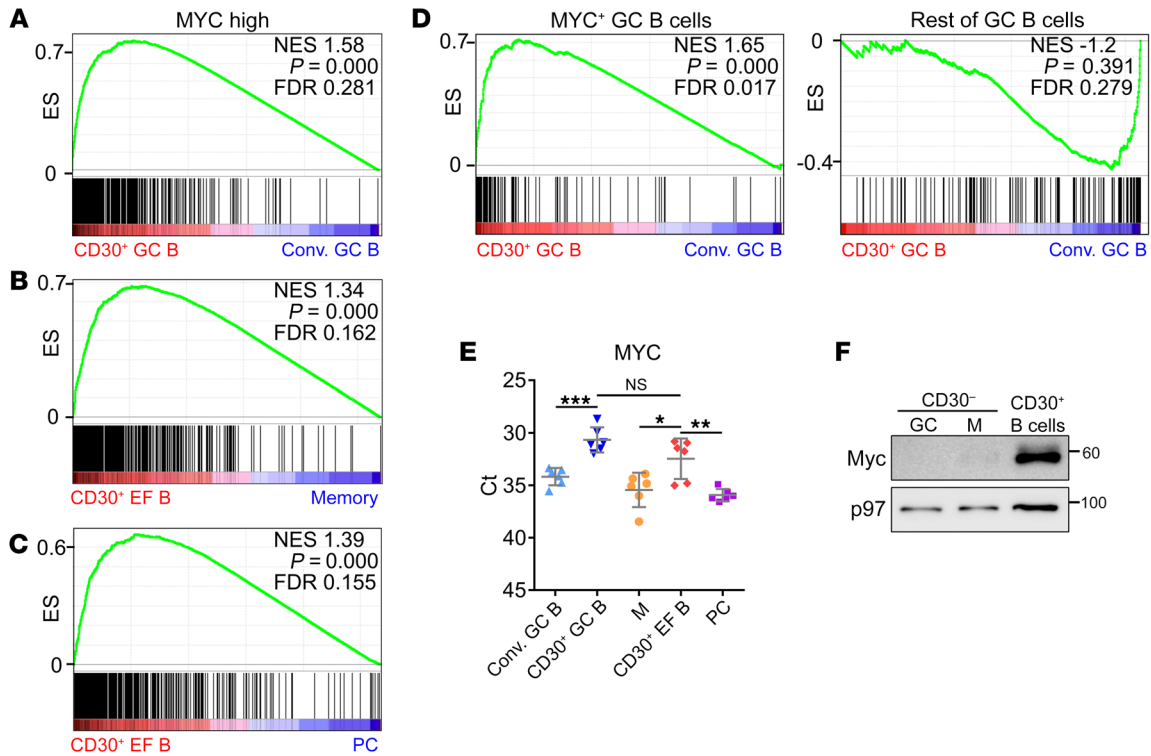 A
MYC high
0.7
0
ES
NES 1.58
P = 0.000
FDR 0.281
CD30⁺ GC B
Conv. GC B
B
0.7
0
ES
NES 1.34
P = 0.000
FDR 0.162
CD30⁺ EF B
Memory
C
0.6
0
ES
NES 1.39
P = 0.000
FDR 0.155
CD30⁺ EF B
PC
D
MYC⁺ GC B cells
0.7
0
ES
NES 1.65
P = 0.000
FDR 0.017
CD30⁺ GC B
Conv. GC B
Rest of GC B cells
0
-0.4
ES
NES -1.2
P = 0.391
FDR 0.279
CD30⁺ GC B
Conv. GC B
E
MYC
25
30
35
40
45
Ct
***
NS
*
**
Conv. GC B
CD30⁺ GC B
M
CD30⁺ EF B
PC
F
CD30⁻
GC
M
CD30⁺
B cells
Myc
60
p97
100